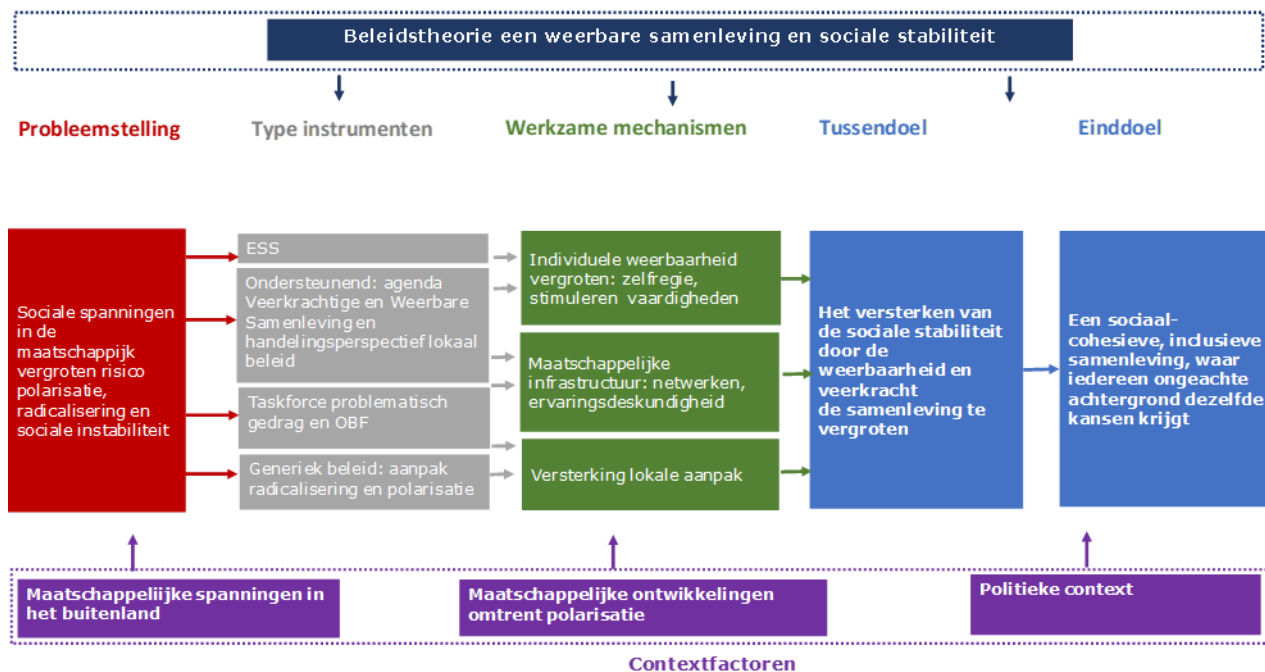 Beleidstheorie een weerbare samenleving en sociale stabiliteit
Probleemstelling
Type instrumenten
Werkzame mechanismen
Tussendoel
Einddoel
Sociale spanningen
in de
maatschappijk
vergroten risico
polarisatie,
radicalisering en
sociale instabiliteit
ESS
Ondersteunend: agenda
Veerkrachtige en Weerbare
Samenleving en
handelingsperspectief lokaal
beleid
Taskforce problematisch
gedrag en OBF
Generiek beleid: aanpak
radicalisering en polarisatie
Individuele weerbaarheid
vergroten: zelfregie,
stimuleren vaardigheden
Maatschappelijke
infrastructuur: netwerken,
ervaringsdeskundigheid
Versterking lokale aanpak
Het versterken van
de sociale stabiliteit
door de
weerbaarheid en
veerkracht
de samenleving te
vergroten
Een sociaal-
cohesieve, inclusieve
samenleving, waar
iedereen ongeachte
achtergrond dezelfde
kansen krijgt
Maatschappeliijke spanningen in
het buitenland
Maatschappelijke ontwikkelingen
omtrent polarisatie
Politieke context
Contextfactoren